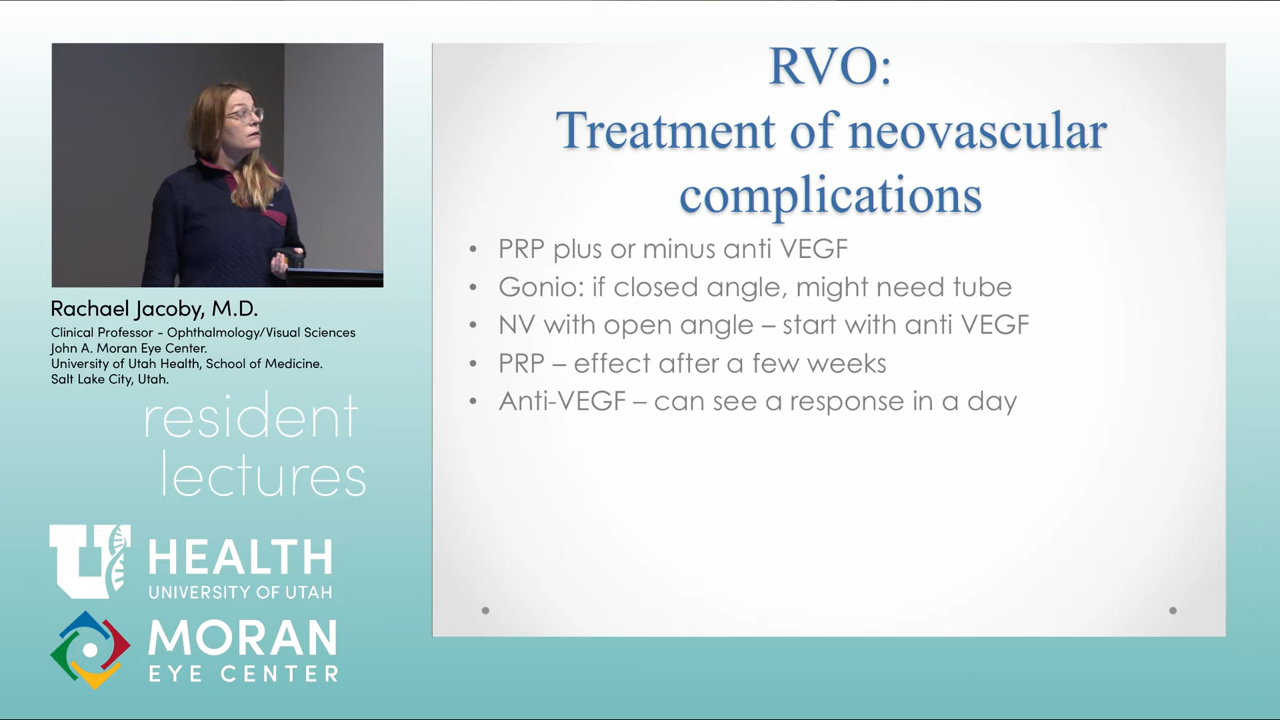 RVO:
Treatment of neovascular
complications
• PRP plus or minus anti VEGF
• Gonio: if closed angle, might need tube
• NV with open angle – start with anti VEGF
• PRP – effect after a few weeks
• Anti-VEGF – can see a response in a day
Rachael Jacoby, M.D.
Clinical Professor - Ophthalmology/Visual Sciences
John A. Moran Eye Center.
University of Utah Health, School of Medicine.
Salt Lake City, Utah.
resident
lectures
U HEALTH
UNIVERSITY OF UTAH
MORAN
EYE CENTER